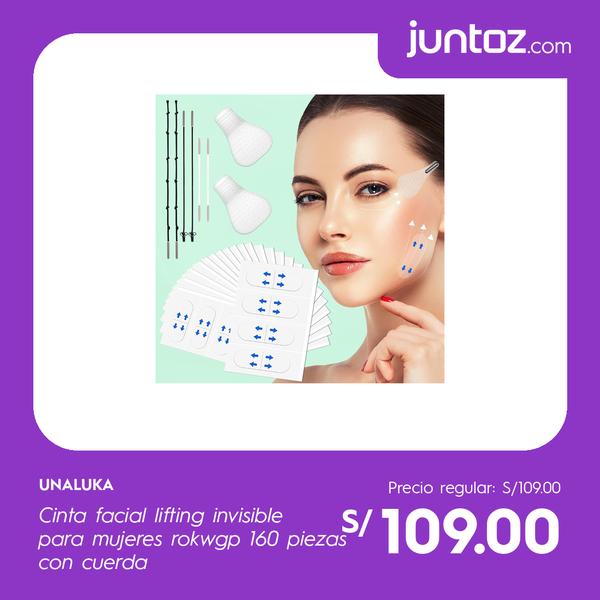 juntoz.com
UNALUKA
Cinta facial lifting invisible
para mujeres rokwgp 160 piezas
con cuerda
Precio regular: S/109.00
S/ 109.00